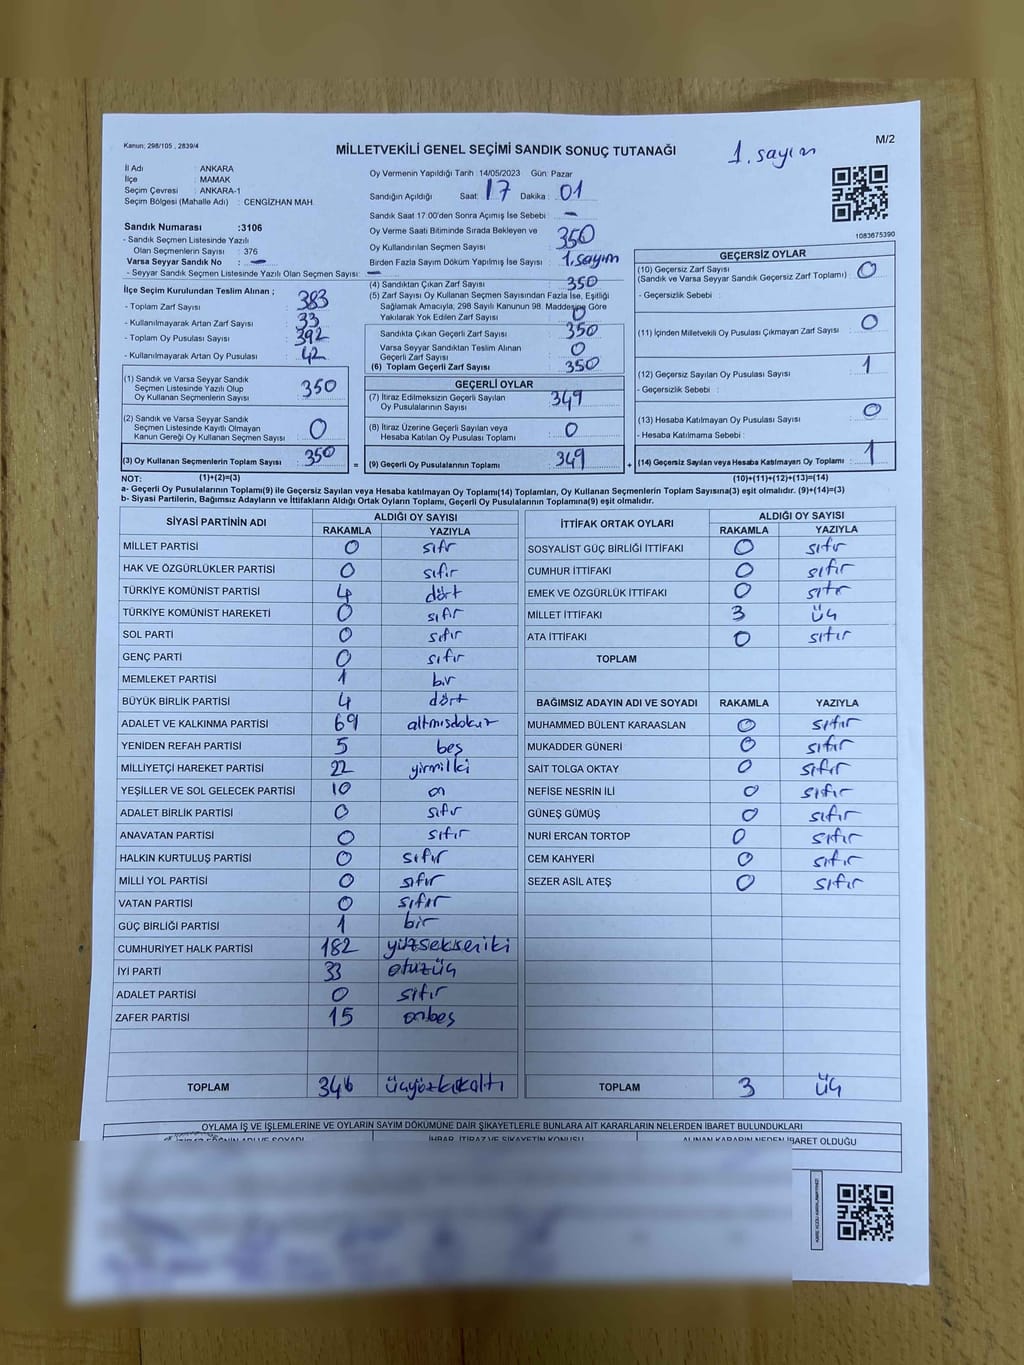 Kanun; 298/105 , 2839/4
M/2
MİLLETVEKİLİ GENEL SEÇİMİ SANDIK SONUÇ TUTANAĞI
1. sayım
İl Adı : ANKARA
İlçe : MAMAK
Seçim Çevresi : ANKARA-1
Seçim Bölgesi (Mahalle Adı) : CENGİZHAN MAH.
Oy Vermenin Yapıldığı Tarih :14/05/2023 Gün: Pazar
Sandığın Açıldığı Saat: 17 Dakika : 01
Sandık Saat 17:00'den Sonra Açımış İse Sebebi : -
Oy Verme Saati Bitiminde Sırada Bekleyen ve
Oy Kullandırılan Seçmen Sayısı : 350
Birden Fazla Sayım Döküm Yapılmış İse Sayısı : 1.sayım
1083675390
Sandık Numarası :3106
- Sandık Seçmen Listesinde Yazılı
Olan Seçmenlerin Sayısı : 376
Varsa Seyyar Sandık No : -
- Seyyar Sandık Seçmen Listesinde Yazılı Olan Seçmen Sayısı: -
İlçe Seçim Kurulundan Teslim Alınan ;
- Toplam Zarf Sayısı : 383
- Kullanılmayarak Artan Zarf Sayısı : 33
- Toplam Oy Pusulası Sayısı : 392
- Kullanılmayarak Artan Oy Pusulası : 42
(1) Sandık ve Varsa Seyyar Sandık
Seçmen Listesinde Yazılı Olup
Oy Kullanan Seçmenlerin Sayısı : 350
(2) Sandık ve Varsa Seyyar Sandık
Seçmen Listesinde Kayıtlı Olmayan
Kanun Gereği Oy Kullanan Seçmen Sayısı : 0
(3) Oy Kullanan Seçmenlerin Toplam Sayısı : 350
(4) Sandıktan Çıkan Zarf Sayısı : 350
(5) Zarf Sayısı Oy Kullanan Seçmen Sayısından Fazla İse, Eşitliği
Sağlamak Amacıyla, 298 Sayılı Kanunun 98. Maddesine Göre
Yakılarak Yok Edilen Zarf Sayısı : 0
Sandıkta Çıkan Geçerli Zarf Sayısı : 350
Varsa Seyyar Sandıktan Teslim Alınan
Geçerli Zarf Sayısı : 0
(6) Toplam Geçerli Zarf Sayısı : 350
GEÇERLİ OYLAR
(7) İtiraz Edilmeksizin Geçerli Sayılan
Oy Pusulalarının Sayısı : 349
(8) İtiraz Üzerine Geçerli Sayılan veya
Hesaba Katılan Oy Pusulası Toplamı : 0
= (9) Geçerli Oy Pusulalarının Toplamı : 349
GEÇERSİZ OYLAR
(10) Geçersiz Zarf Sayısı
(Sandık ve Varsa Seyyar Sandık Geçersiz Zarf Toplamı) : 0
- Geçersizlik Sebebi :
(11) İçinden Milletvekili Oy Pusulası Çıkmayan Zarf Sayısı : 0
(12) Geçersiz Sayılan Oy Pusulası Sayısı : 1
- Geçersizlik Sebebi :
(13) Hesaba Katılmayan Oy Pusulası Sayısı : 0
- Hesaba Katılmama Sebebi :
+ (14) Geçersiz Sayılan veya Hesaba Katılmayan Oy Toplamı : 1
NOT: (1)+(2)=(3) (10)+(11)+(12)+(13)=(14)
a- Geçerli Oy Pusulalarının Toplamı(9) ile Geçersiz Sayılan veya Hesaba katılmayan Oy Toplamı(14) Toplamları, Oy Kullanan Seçmenlerin Toplam Sayısına(3) eşit olmalıdır. (9)+(14)=(3)
b- Siyasi Partilerin, Bağımsız Adayların ve İttifakların Aldığı Ortak Oyların Toplamı, Geçerli Oy Pusulalarının Toplamına(9) eşit olmalıdır.
SİYASİ PARTİNİN ADI ALDIĞI OY SAYISI
RAKAMLA YAZIYLA
MİLLET PARTİSİ 0 sıfır
HAK VE ÖZGÜRLÜKLER PARTİSİ 0 sıfır
TÜRKİYE KOMÜNİST PARTİSİ 4 dört
TÜRKİYE KOMÜNİST HAREKETİ 0 sıfır
SOL PARTİ 0 sıfır
GENÇ PARTİ 0 sıfır
MEMLEKET PARTİSİ 1 bir
BÜYÜK BİRLİK PARTİSİ 4 dört
ADALET VE KALKINMA PARTİSİ 69 altmışdokuz
YENİDEN REFAH PARTİSİ 5 beş
MİLLİYETÇİ HAREKET PARTİSİ 22 yirmiiki
YEŞİLLER VE SOL GELECEK PARTİSİ 10 on
ADALET BİRLİK PARTİSİ 0 sıfır
ANAVATAN PARTİSİ 0 sıfır
HALKIN KURTULUŞ PARTİSİ 0 sıfır
MİLLİ YOL PARTİSİ 0 sıfır
VATAN PARTİSİ 0 sıfır
GÜÇ BİRLİĞİ PARTİSİ 1 bir
CUMHURİYET HALK PARTİSİ 182 yüzsekseniki
İYİ PARTİ 33 otuzüç
ADALET PARTİSİ 0 sıfır
ZAFER PARTİSİ 15 onbeş
TOPLAM 346 üçyüzkırkaltı
İTTİFAK ORTAK OYLARI ALDIĞI OY SAYISI
RAKAMLA YAZIYLA
SOSYALİST GÜÇ BİRLİĞİ İTTİFAKI 0 sıfır
CUMHUR İTTİFAKI 0 sıfır
EMEK VE ÖZGÜRLÜK İTTİFAKI 0 sıfır
MİLLET İTTİFAKI 3 üç
ATA İTTİFAKI 0 sıfır
TOPLAM
BAĞIMSIZ ADAYIN ADI VE SOYADI RAKAMLA YAZIYLA
MUHAMMED BÜLENT KARAASLAN 0 sıfır
MUKADDER GÜNERİ 0 sıfır
SAİT TOLGA OKTAY 0 sıfır
NEFİSE NESRİN İLİ 0 sıfır
GÜNEŞ GÜMÜŞ 0 sıfır
NURİ ERCAN TORTOP 0 sıfır
CEM KAHYERİ 0 sıfır
SEZER ASİL ATEŞ 0 sıfır
TOPLAM 3 üç
OYLAMA İŞ VE İŞLEMLERİNE VE OYLARIN SAYIM DÖKÜMÜNE DAİR ŞİKAYETLERLE BUNLARA AİT KARARLARIN NELERDEN İBARET BULUNDUKLARI
İHBAR, İTİRAZ VE ŞİKAYETİN KONUSU ALINAN KARARIN NEDEN İBARET OLDUĞU